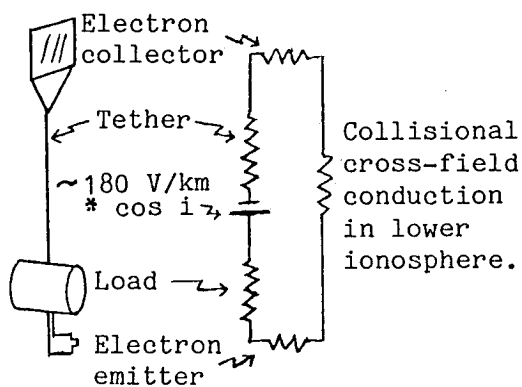 Electron
collector
Tether
~180 V/km
* cos i
Load
Electron
emitter
Collisional
cross-field
conduction
in lower
ionosphere.